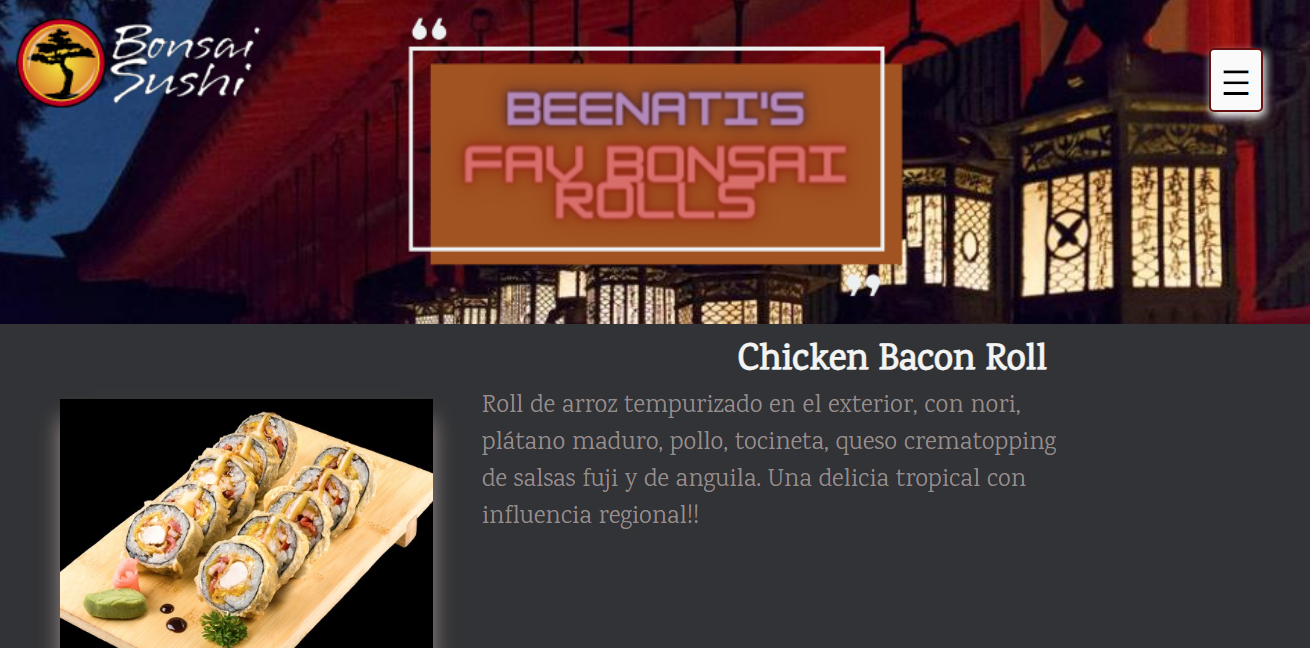 Bonsai
Sushi
“
BEENATI'S
FAV BONSAI
ROLLS
”
☰
Chicken Bacon Roll
Roll de arroz tempurizado en el exterior, con nori,
plátano maduro, pollo, tocineta, queso crematopping
de salsas fuji y de anguila. Una delicia tropical con
influencia regional!!